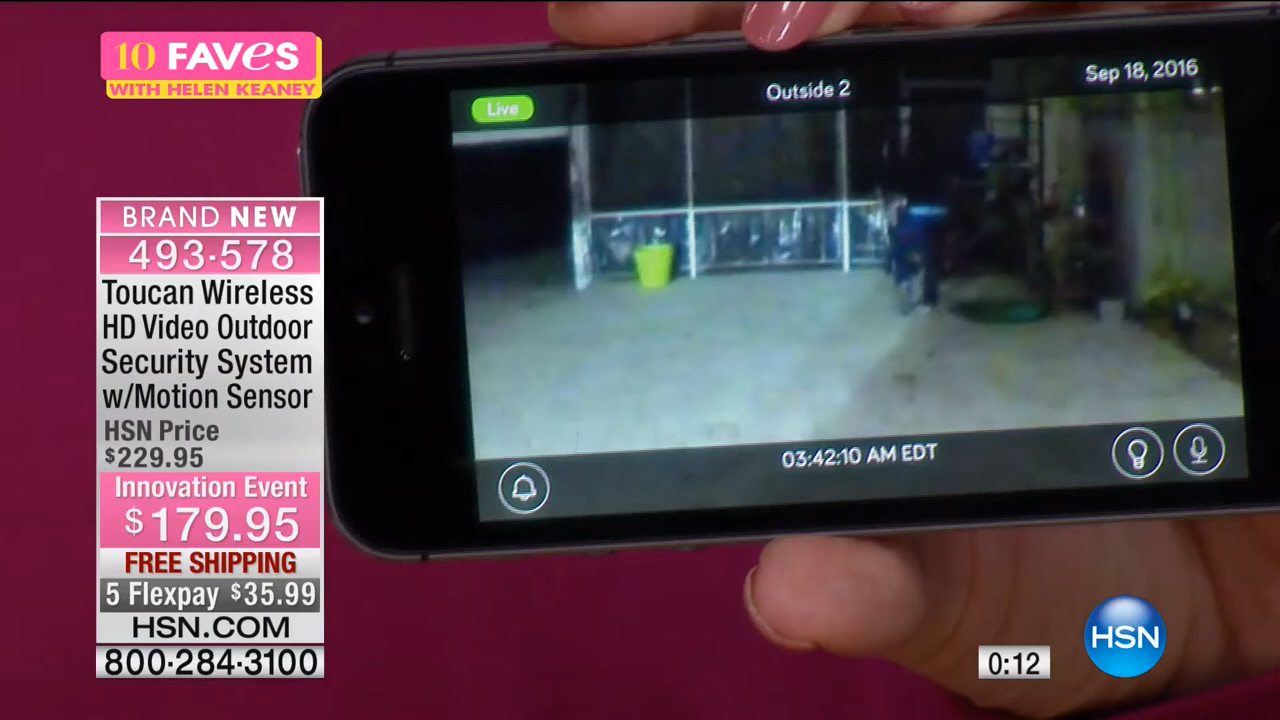 10 FAVeS
WITH HELEN KEANEY
BRAND NEW
493·578
Toucan Wireless
HD Video Outdoor
Security System
w/Motion Sensor
HSN Price
$229.95
Innovation Event
$179.95
FREE SHIPPING
5 Flexpay $35.99
HSN.COM
800·284·3100
Live
Outside 2
Sep 18, 2016
03:42:10 AM EDT
0:12
HSN